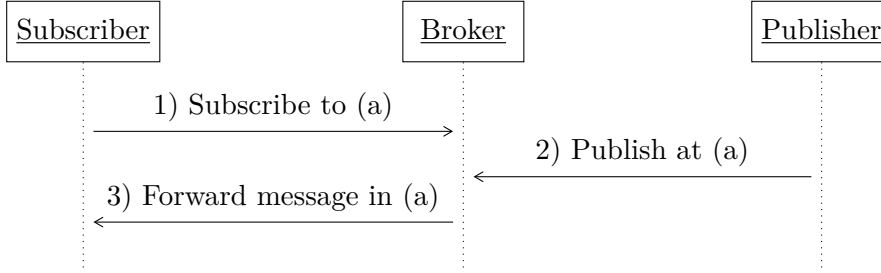 Subscriber
Broker
Publisher
1) Subscribe to (a)
2) Publish at (a)
3) Forward message in (a)